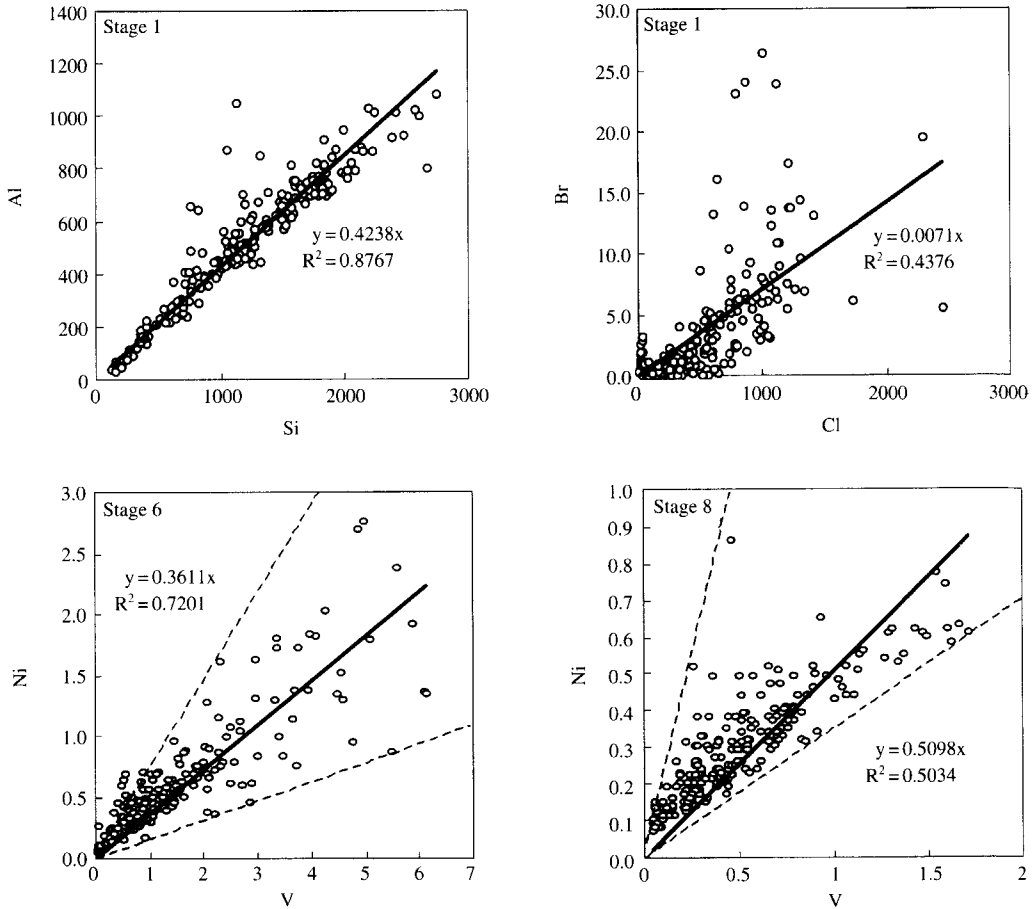 1400
1200
1000
800
600
400
200
0
Al
Stage 1
y = 0.4238x
R² = 0.8767
0
1000
2000
3000
Si
30.0
25.0
20.0
15.0
10.0
5.0
0.0
Br
Stage 1
y = 0.0071x
R² = 0.4376
0
1000
2000
3000
Cl
3.0
2.5
2.0
1.5
1.0
0.5
0.0
Ni
Stage 6
y = 0.3611x
R² = 0.7201
0
1
2
3
4
5
6
7
V
1.0
0.9
0.8
0.7
0.6
0.5
0.4
0.3
0.2
0.1
0.0
Ni
Stage 8
y = 0.5098x
R² = 0.5034
0
0.5
1
1.5
2
V